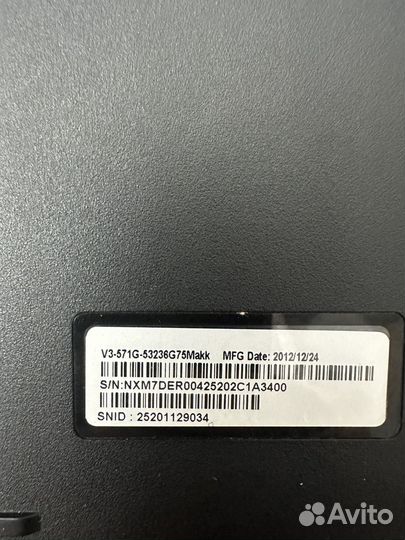 V3-571G-53236G75Makk MFG Date: 2012/12/24
S/N:NXM7DER00425202C1A3400
SNID : 25201129034
Avito